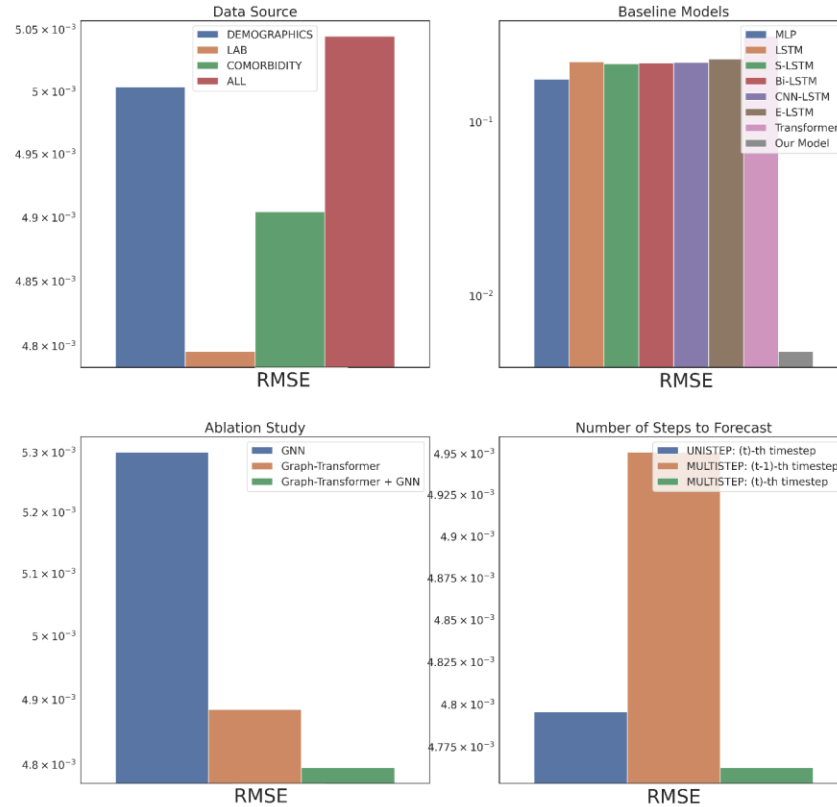 Data Source
5.05 × 10⁻³
5 × 10⁻³
4.95 × 10⁻³
4.9 × 10⁻³
4.85 × 10⁻³
4.8 × 10⁻³
DEMOGRAPHICS
LAB
COMORBIDITY
ALL
RMSE
Baseline Models
10⁻¹
10⁻²
MLP
LSTM
S-LSTM
Bi-LSTM
CNN-LSTM
E-LSTM
Transformer
Our Model
RMSE
Ablation Study
5.3 × 10⁻³
5.2 × 10⁻³
5.1 × 10⁻³
5 × 10⁻³
4.9 × 10⁻³
4.8 × 10⁻³
GNN
Graph-Transformer
Graph-Transformer + GNN
RMSE
Number of Steps to Forecast
4.95 × 10⁻³
4.925 × 10⁻³
4.9 × 10⁻³
4.875 × 10⁻³
4.85 × 10⁻³
4.825 × 10⁻³
4.8 × 10⁻³
4.775 × 10⁻³
UNISTEP: (t)-th timestep
MULTISTEP: (t-1)-th timestep
MULTISTEP: (t)-th timestep
RMSE